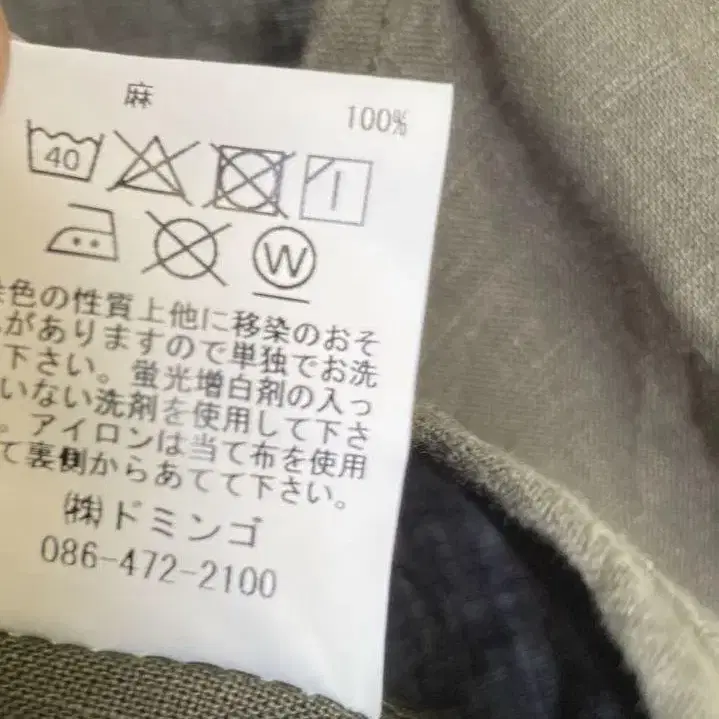 麻 100%
40
W
色の性質上他に移染のおそ
がありますので単独でお洗
下さい。蛍光増白剤の入っ
いない洗剤を使用して下さ
。アイロンは当て布を使用
て裏側からあてて下さい。
㈱ドミンゴ
086-472-2100